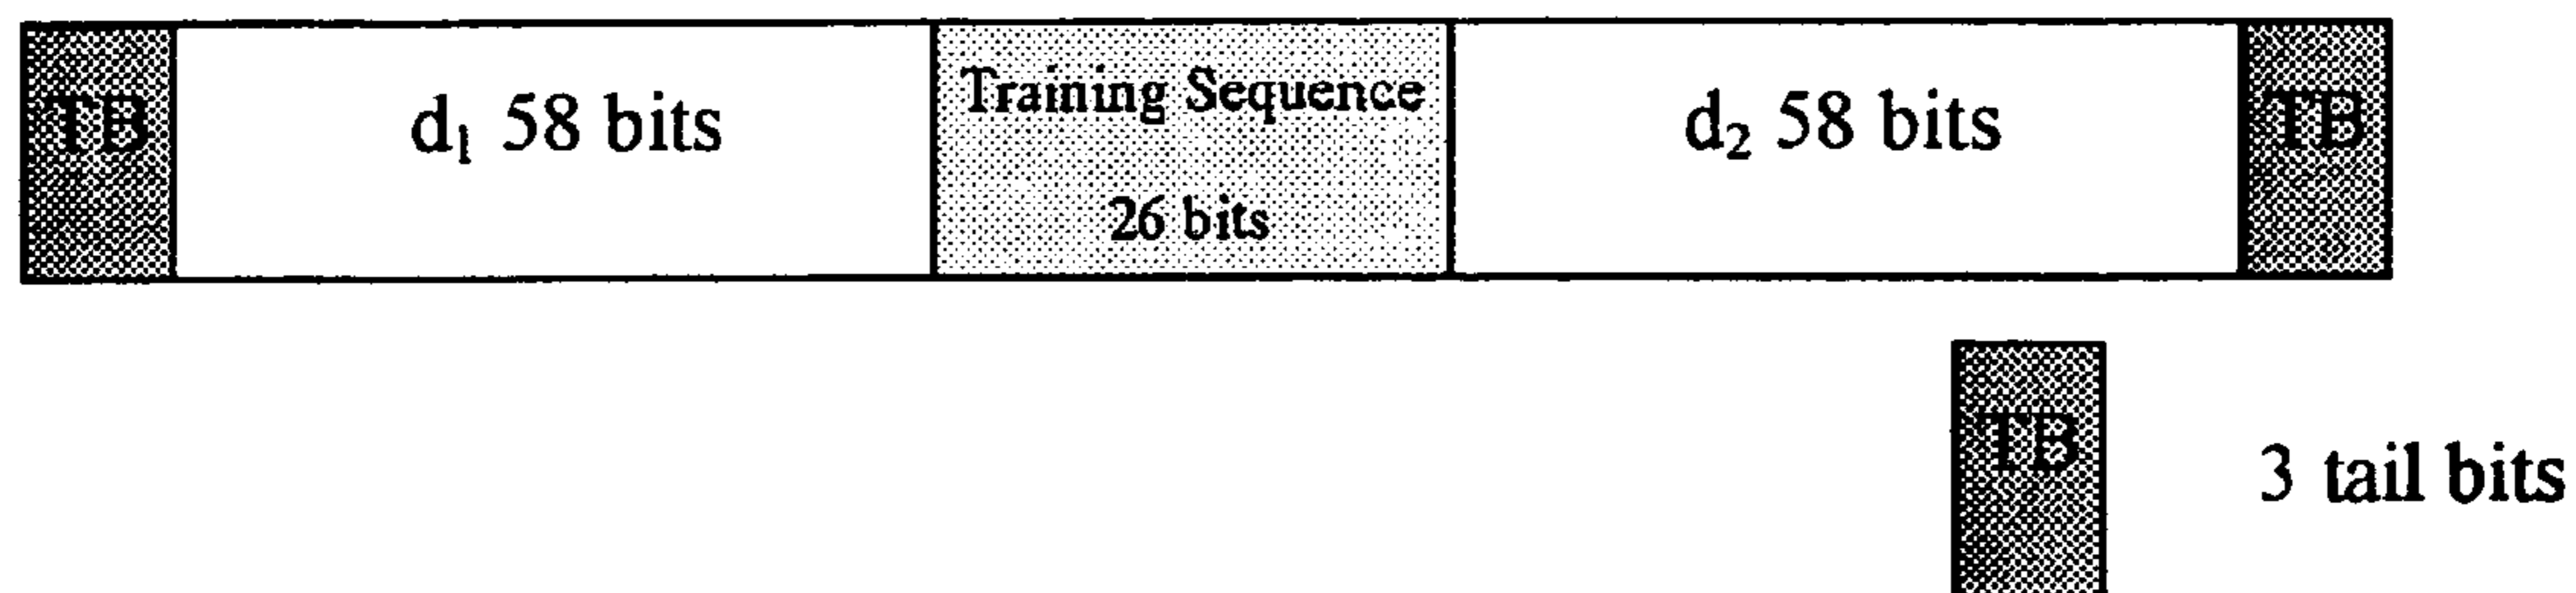 TB
d₁ 58 bits
Training Sequence
26 bits
d₂ 58 bits
TB
TB
3 tail bits